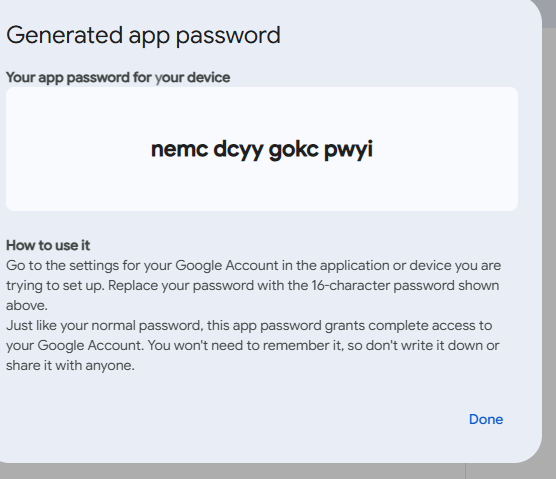 Generated app password
Your app password for your device
nemc dcyy gokc pwyi
How to use it
Go to the settings for your Google Account in the application or device you are
trying to set up. Replace your password with the 16-character password shown
above.
Just like your normal password, this app password grants complete access to
your Google Account. You won't need to remember it, so don't write it down or
share it with anyone.
Done